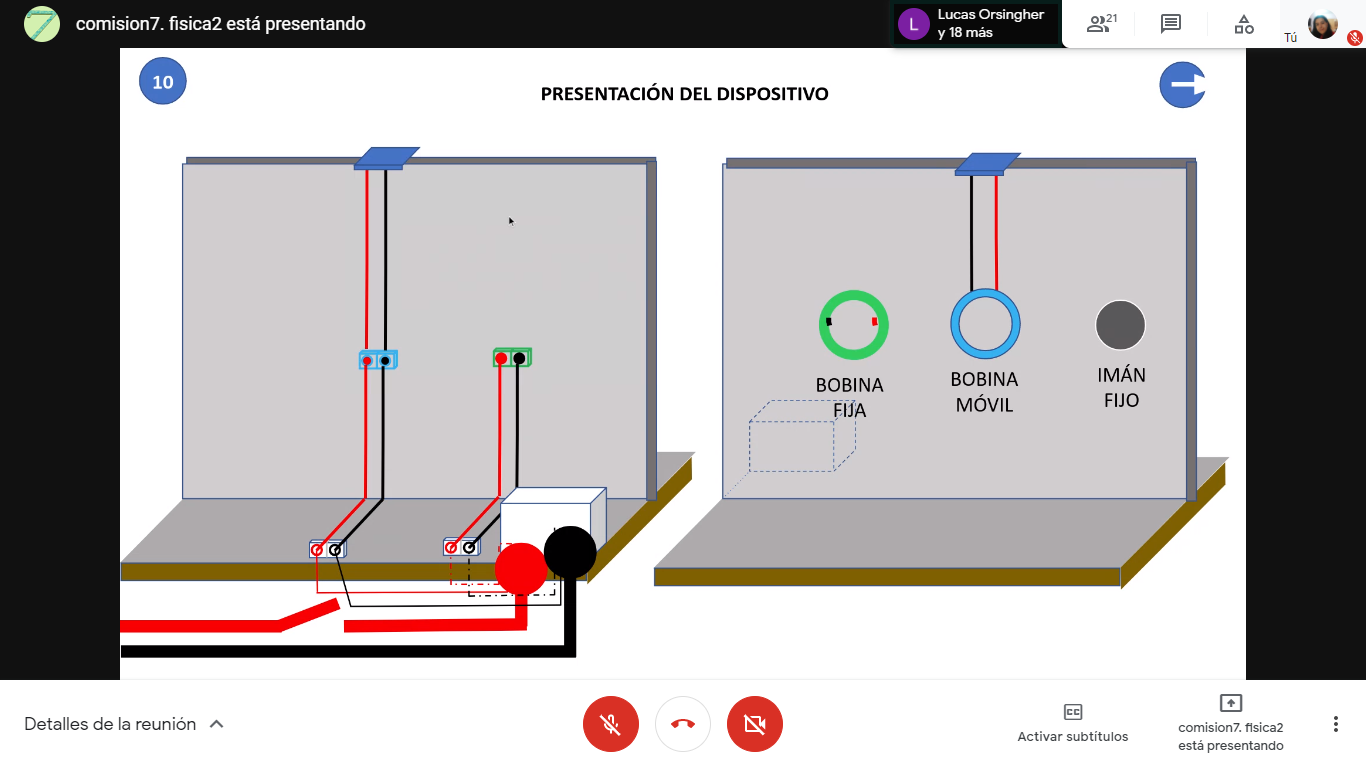 comision7. fisica2 está presentando
L
Lucas Orsingher
y 18 más
21
Tú
10
PRESENTACIÓN DEL DISPOSITIVO
BOBINA
FIJA
BOBINA
MÓVIL
IMÁN
FIJO
Detalles de la reunión
CC
Activar subtítulos
comision7. fisica2
está presentando